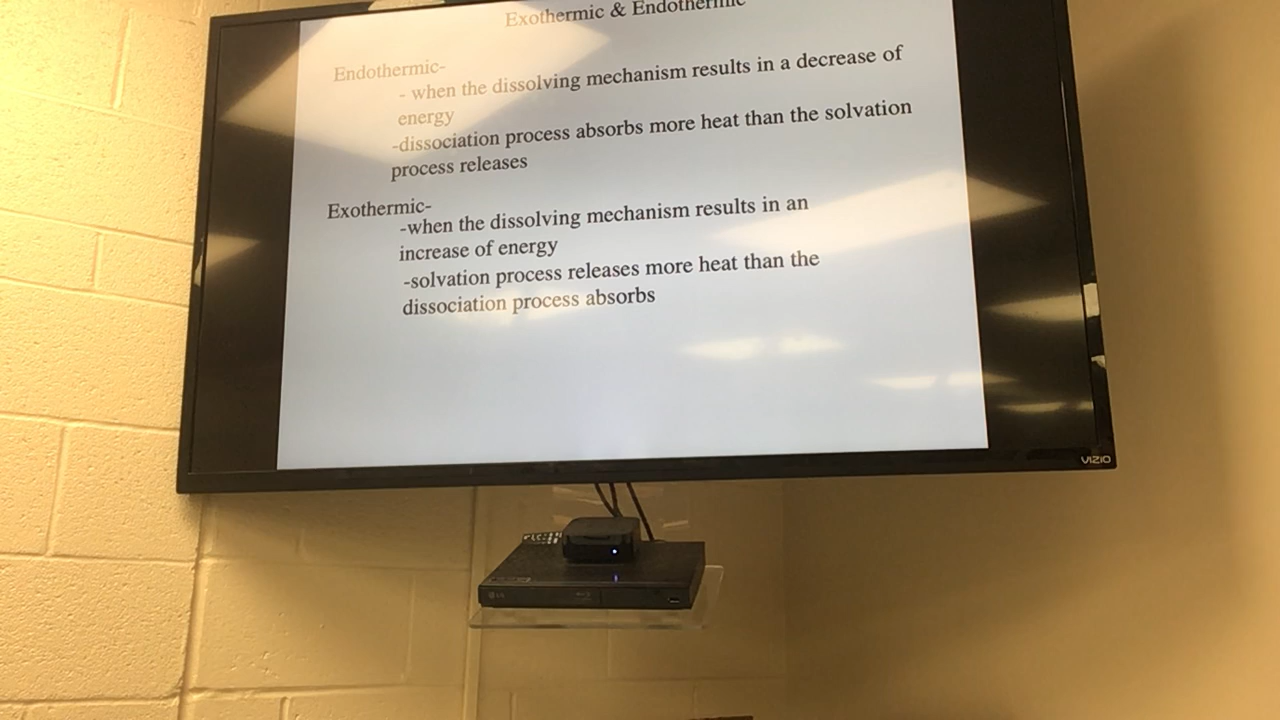 Exothermic & Endothermic
Endothermic-
- when the dissolving mechanism results in a decrease of
energy
-dissociation process absorbs more heat than the solvation
process releases
Exothermic-
-when the dissolving mechanism results in an
increase of energy
-solvation process releases more heat than the
dissociation process absorbs
VIZIO
LG